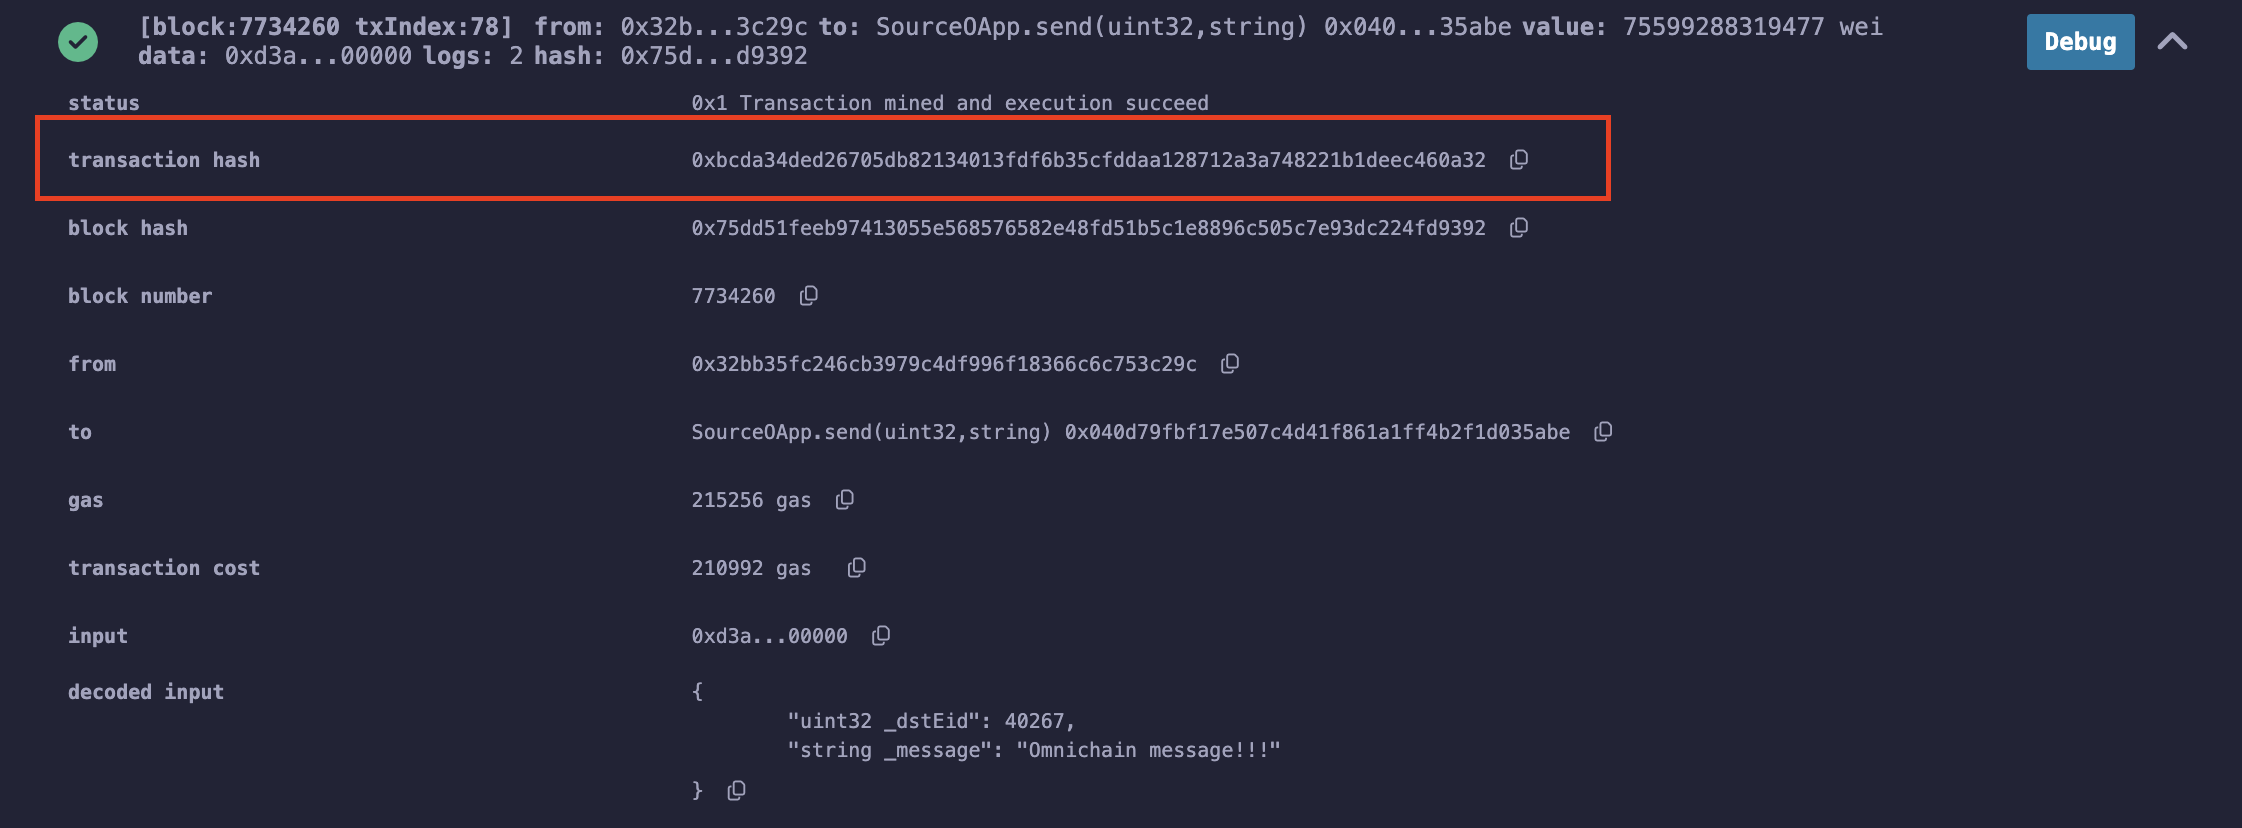 [block:7734260 txIndex:78] from: 0x32b...3c29c to: SourceOApp.send(uint32,string) 0x040...35abe value: 75599288319477 wei
data: 0xd3a...00000 logs: 2 hash: 0x75d...d9392
Debug
status 0x1 Transaction mined and execution succeed
transaction hash 0xbcda34ded26705db82134013fdf6b35cfddaa128712a3a748221b1deec460a32
block hash 0x75dd51feeb97413055e568576582e48fd51b5c1e8896c505c7e93dc224fd9392
block number 7734260
from 0x32bb35fc246cb3979c4df996f18366c6c753c29c
to SourceOApp.send(uint32,string) 0x040d79fbf17e507c4d41f861a1ff4b2f1d035abe
gas 215256 gas
transaction cost 210992 gas
input 0xd3a...00000
decoded input {
"uint32 _dstEid": 40267,
"string _message": "Omnichain message!!!"
}